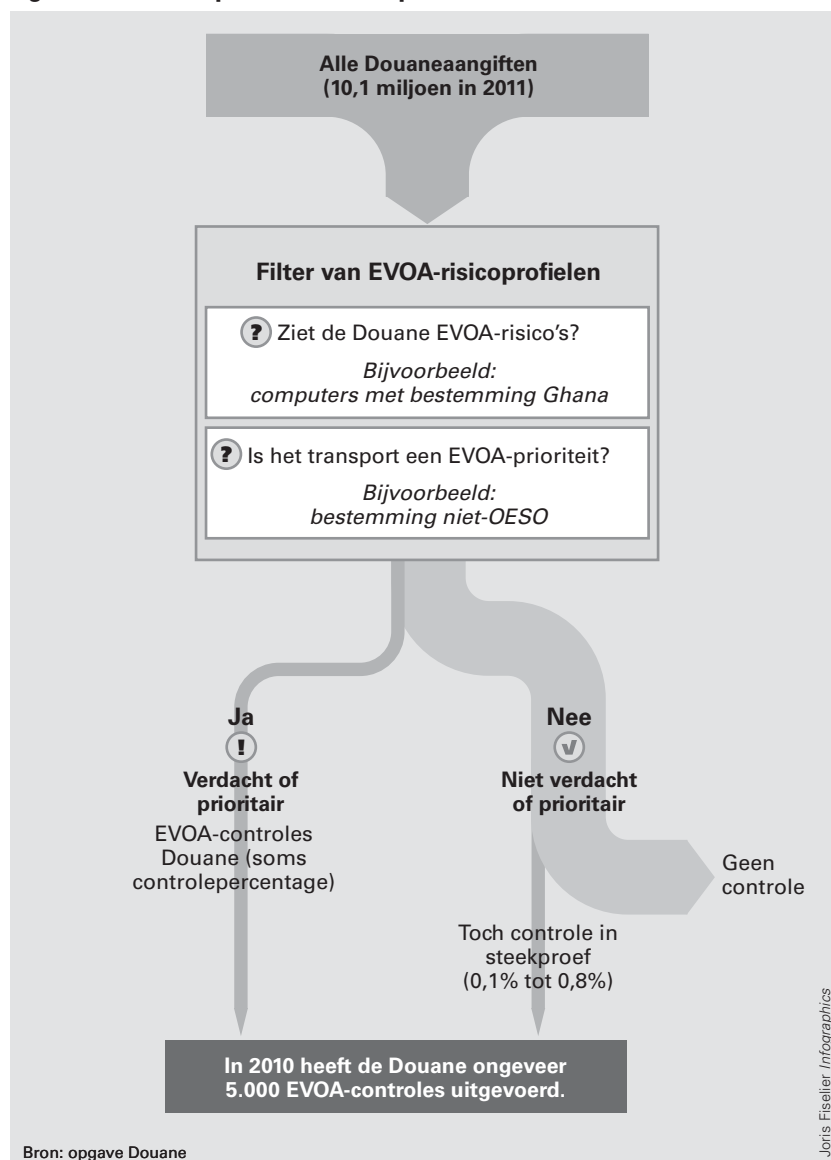 Alle Douaneaangiften
(10,1 miljoen in 2011)
Filter van EVOA-risicoprofielen
? Ziet de Douane EVOA-risico's?
Bijvoorbeeld:
computers met bestemming Ghana
? Is het transport een EVOA-prioriteit?
Bijvoorbeeld:
bestemming niet-OESO
Ja
!
Verdacht of
prioritair
EVOA-controles
Douane (soms
controlepercentage)
Nee
Niet verdacht
of prioritair
Geen
controle
Toch controle in
steekproef
(0,1% tot 0,8%)
In 2010 heeft de Douane ongeveer
5.000 EVOA-controles uitgevoerd.
Bron: opgave Douane
Joris Fiselier Infographics